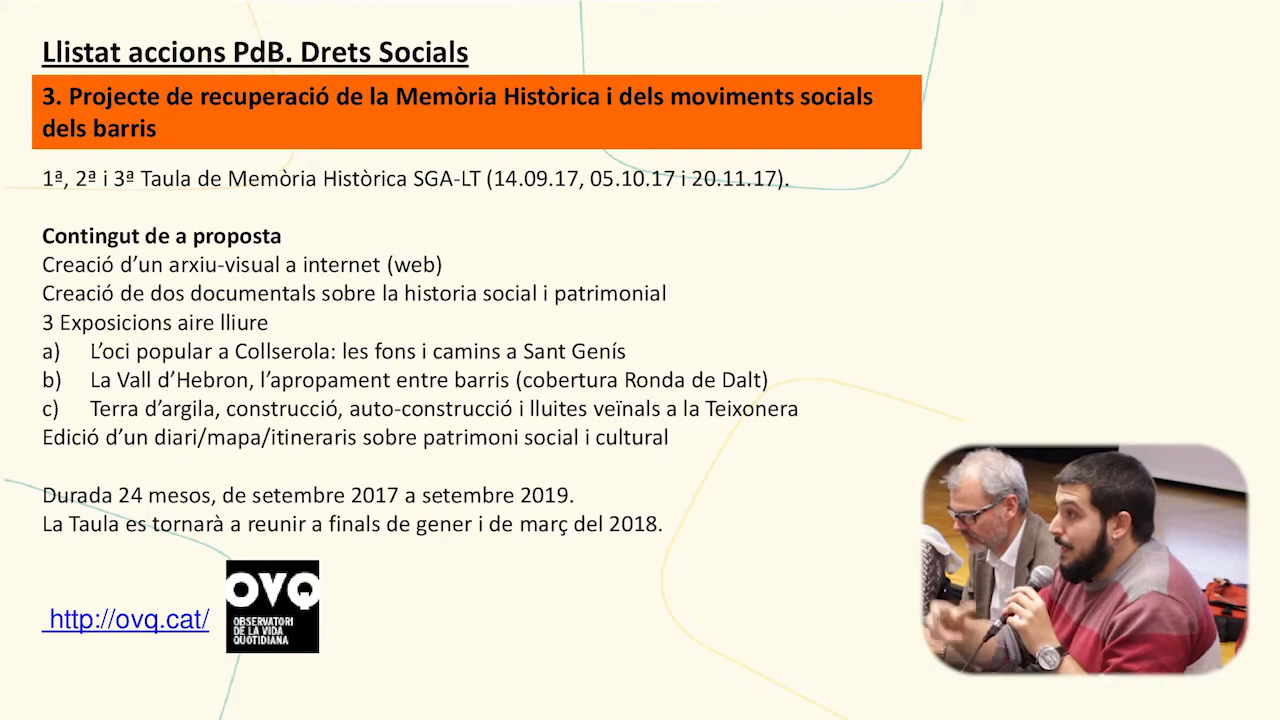 Llistat accions PdB. Drets Socials
3. Projecte de recuperació de la Memòria Històrica i dels moviments socials
dels barris
1ª, 2ª i 3ª Taula de Memòria Històrica SGA-LT (14.09.17, 05.10.17 i 20.11.17).
Contingut de a proposta
Creació d’un arxiu-visual a internet (web)
Creació de dos documentals sobre la historia social i patrimonial
3 Exposicions aire lliure
a) L’oci popular a Collserola: les fons i camins a Sant Genís
b) La Vall d’Hebron, l’apropament entre barris (cobertura Ronda de Dalt)
c) Terra d’argila, construcció, auto-construcció i lluites veïnals a la Teixonera
Edició d’un diari/mapa/itineraris sobre patrimoni social i cultural
Durada 24 mesos, de setembre 2017 a setembre 2019.
La Taula es tornarà a reunir a finals de gener i de març del 2018.
http://ovq.cat/
OVQ
OBSERVATORI
DE LA VIDA
QUOTIDIANA